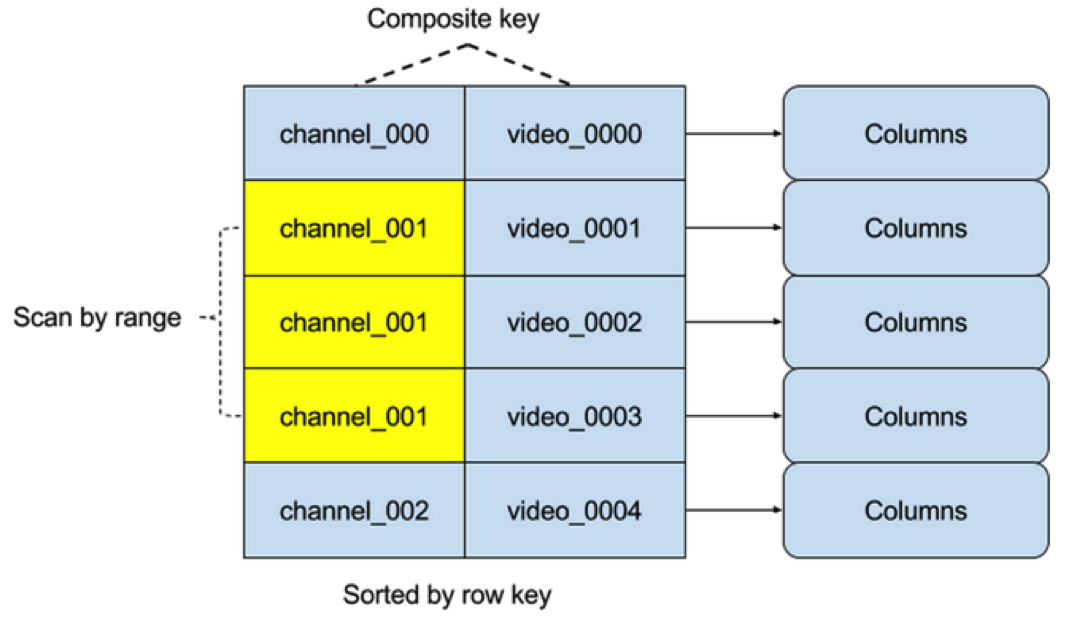 Composite key
channel_000 video_0000 Columns
channel_001 video_0001 Columns
Scan by range channel_001 video_0002 Columns
channel_001 video_0003 Columns
channel_002 video_0004 Columns
Sorted by row key